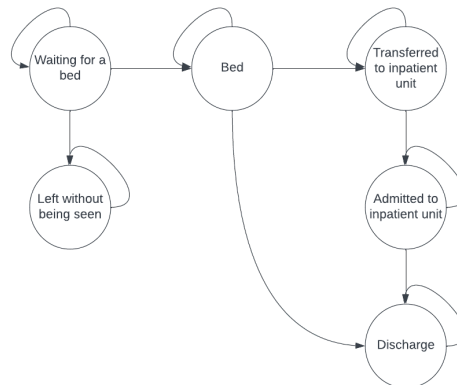 Waiting for a
bed
Bed
Transferred
to inpatient
unit
Left without
being seen
Admitted to
inpatient unit
Discharge